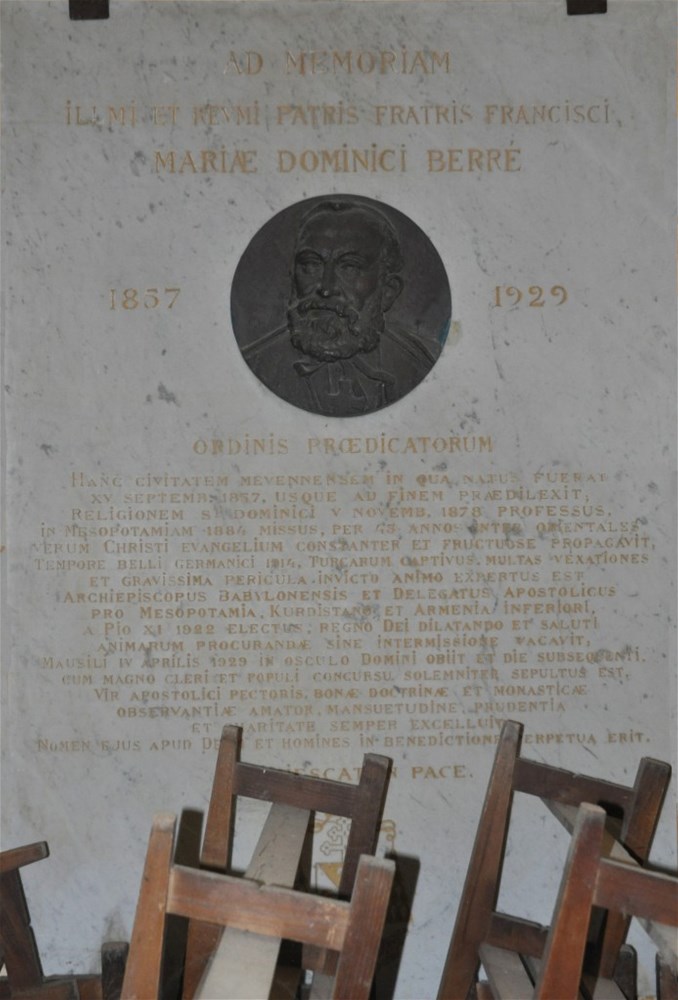 AD MEMORIAM
ILLMI ET REVMI PATRIS FRATRIS FRANCISCI,
MARIÆ DOMINICI BERRÉ
1857 1929
ORDINIS PRŒDICATORUM
HANC CIVITATEM MEVENNENSEM IN QUA NATUS FUERAT
XV SEPTEMB. 1857, USQUE AD FINEM PRÆDILEXIT,
RELIGIONEM S. DOMINICI V NOVEMB. 1878 PROFESSUS,
IN MESOPOTAMIAM 1884 MISSUS, PER 45 ANNOS INTER ORIENTALES
VERUM CHRISTI EVANGELIUM CONSTANTER ET FRUCTUOSE PROPAGAVIT,
TEMPORE BELLI GERMANICI 1914, TURCARUM CAPTIVUS, MULTAS VEXATIONES
ET GRAVISSIMA PERICULA INVICTO ANIMO EXPERTUS EST
ARCHIEPISCOPUS BABYLONENSIS ET DELEGATUS APOSTOLICUS
PRO MESOPOTAMIA, KURDISTANO ET ARMENIA INFERIORI,
A PIO XI 1922 ELECTUS, REGNO DEI DILATANDO ET SALUTI
ANIMARUM PROCURANDÆ SINE INTERMISSIONE VACAVIT,
MAUSILI IV APRILIS 1929 IN OSCULO DOMINI OBIIT ET DIE SUBSEQUENTI.
CUM MAGNO CLERI ET POPULI CONCURSU SOLEMNITER SEPULTUS EST.
VIR APOSTOLICI PECTORIS, BONÆ DOCTRINÆ ET MONASTICÆ
OBSERVANTIÆ AMATOR, MANSUETUDINE, PRUDENTIA
ET CHARITATE SEMPER EXCELLUIT
NOMEN EJUS APUD DEUM ET HOMINES IN BENEDICTIONE PERPETUA ERIT.
IN PACE.